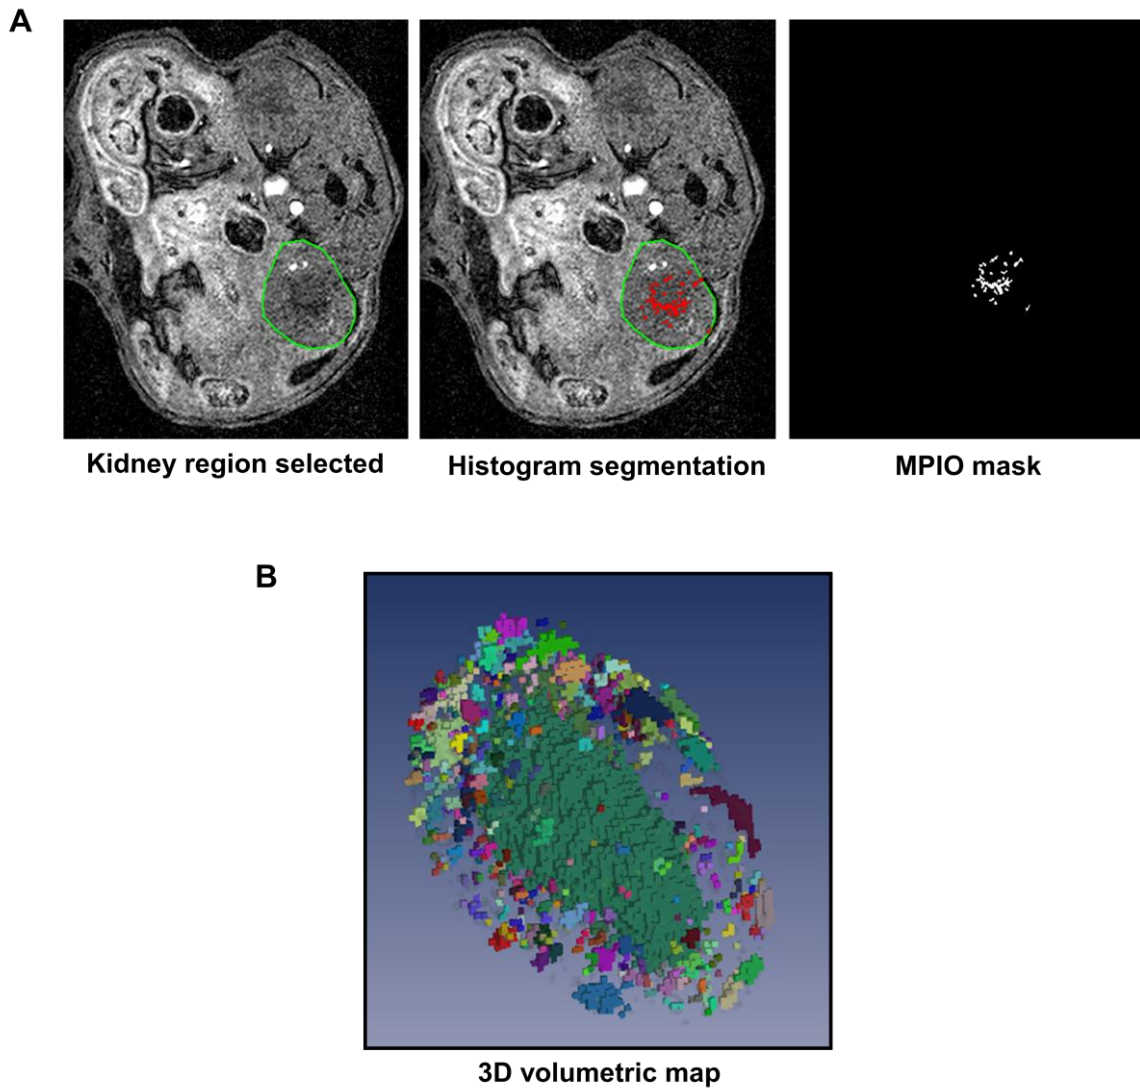 A
Kidney region selected
Histogram segmentation
MPIO mask
B
3D volumetric map